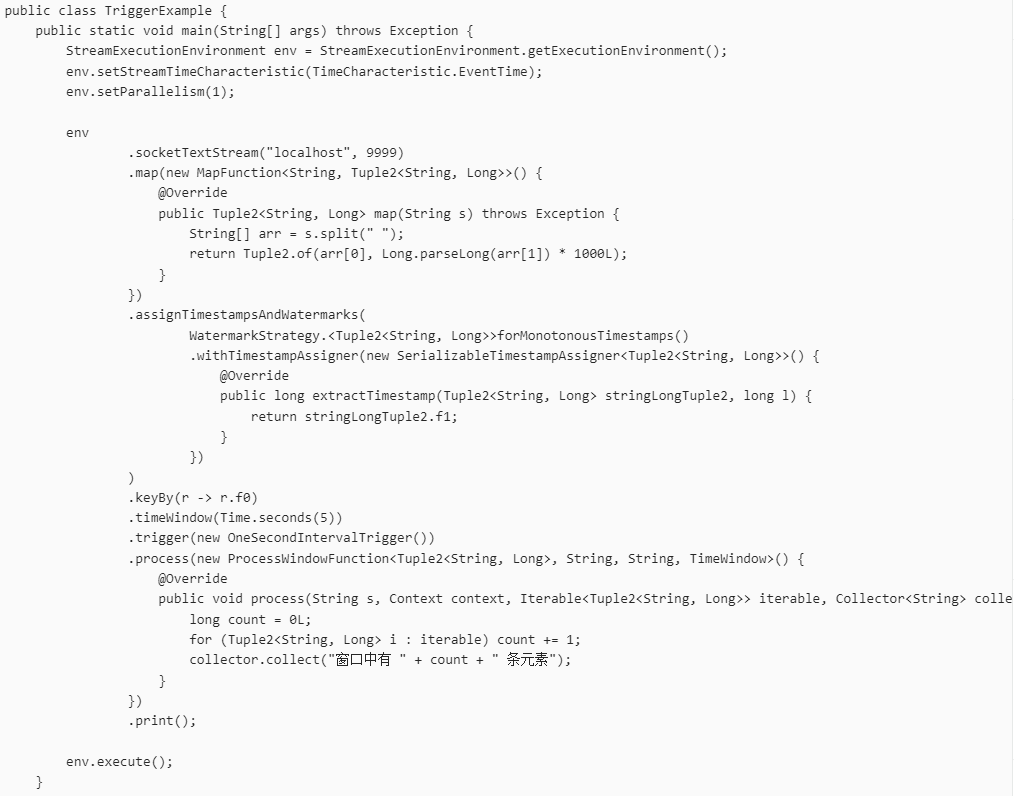 public class TriggerExample {
    public static void main(String[] args) throws Exception {
        StreamExecutionEnvironment env = StreamExecutionEnvironment.getExecutionEnvironment();
        env.setStreamTimeCharacteristic(TimeCharacteristic.EventTime);
        env.setParallelism(1);

        env
                .socketTextStream("localhost", 9999)
                .map(new MapFunction<String, Tuple2<String, Long>>() {
                    @Override
                    public Tuple2<String, Long> map(String s) throws Exception {
                        String[] arr = s.split(" ");
                        return Tuple2.of(arr[0], Long.parseLong(arr[1]) * 1000L);
                    }
                })
                .assignTimestampsAndWatermarks(
                        WatermarkStrategy.<Tuple2<String, Long>>forMonotonousTimestamps()
                        .withTimestampAssigner(new SerializableTimestampAssigner<Tuple2<String, Long>>() {
                            @Override
                            public long extractTimestamp(Tuple2<String, Long> stringLongTuple2, long l) {
                                return stringLongTuple2.f1;
                            }
                        })
                )
                .keyBy(r -> r.f0)
                .timeWindow(Time.seconds(5))
                .trigger(new OneSecondIntervalTrigger())
                .process(new ProcessWindowFunction<Tuple2<String, Long>, String, String, TimeWindow>() {
                    @Override
                    public void process(String s, Context context, Iterable<Tuple2<String, Long>> iterable, Collector<String> colle
                        long count = 0L;
                        for (Tuple2<String, Long> i : iterable) count += 1;
                        collector.collect("窗口中有 " + count + " 条元素");
                    }
                })
                .print();

        env.execute();
    }